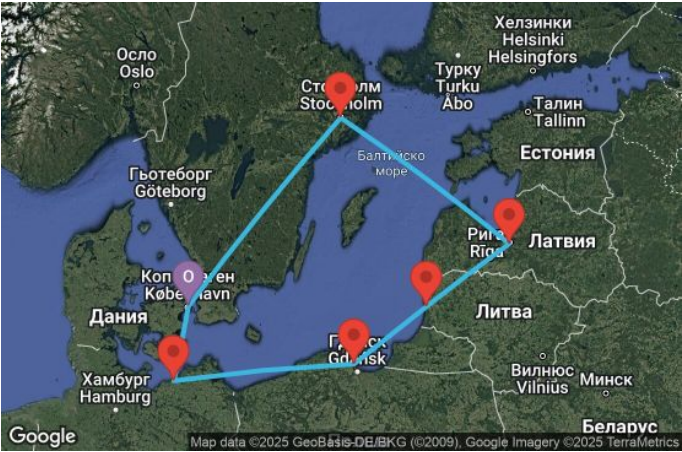 Хелзинки
Helsinki
Helsingfors
Осло
Oslo
Турку
Turku
Åbo
Стокхолм
Stockholm
Талин
Tallinn
Балтийско
море
Естония
Гьотеборг
Göteborg
Рига
Rīga
Латвия
O
København
Дания
Литва
Gdańsk
Вилнюс
Vilnius
Минск
Хамбург
Hamburg
Беларус
Google
Map data ©2025 GeoBasis-DE/BKG (©2009), Google Imagery ©2025 TerraMetrics